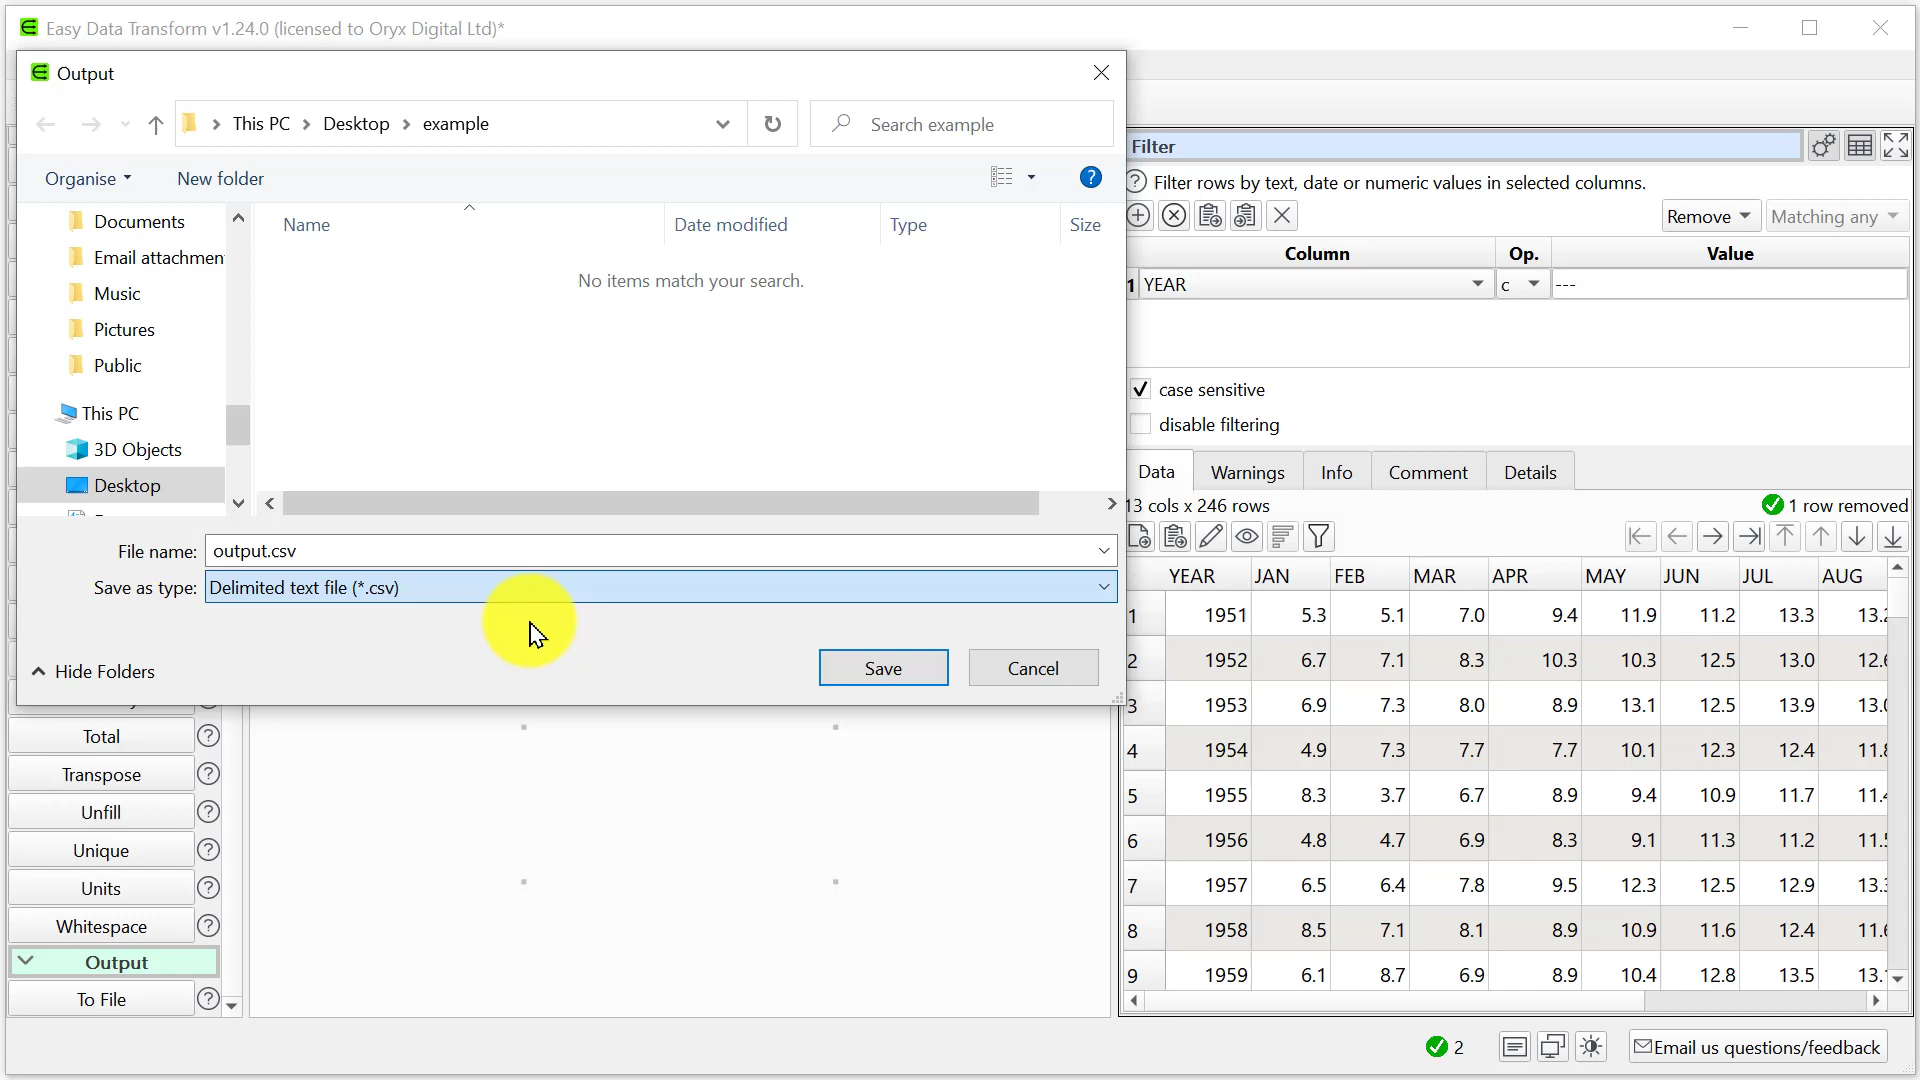 Easy Data Transform v1.24.0 (licensed to Oryx Digital Ltd)*
Output
This PC > Desktop > example
Search example
Organise
New folder
?
Name
Date modified
Type
Size
Documents
Email attachmen
Music
Pictures
Public
This PC
3D Objects
Desktop
No items match your search.
File name: output.csv
Save as type: Delimited text file (*.csv)
Hide Folders
Save
Cancel
Total ?
Transpose ?
Unfill ?
Unique ?
Units ?
Whitespace ?
Output
To File ?
Filter
? Filter rows by text, date or numeric values in selected columns.
Remove
Matching any
Column Op. Value
1 YEAR c ---
case sensitive
disable filtering
Data Warnings Info Comment Details
13 cols x 246 rows
1 row removed
YEAR JAN FEB MAR APR MAY JUN JUL AUG
1 1951 5.3 5.1 7.0 9.4 11.9 11.2 13.3 13.2
2 1952 6.7 7.1 8.3 10.3 10.3 12.5 13.0 12.6
3 1953 6.9 7.3 8.0 8.9 13.1 12.5 13.9 13.0
4 1954 4.9 7.3 7.7 7.7 10.1 12.3 12.4 11.8
5 1955 8.3 3.7 6.7 8.9 9.4 10.9 11.7 11.4
6 1956 4.8 4.7 6.9 8.3 9.1 11.3 11.2 11.5
7 1957 6.5 6.4 7.8 9.5 12.3 12.5 12.9 13.
8 1958 8.5 7.1 8.1 8.9 10.9 11.6 12.4 11.6
9 1959 6.1 8.7 6.9 8.9 10.4 12.8 13.5 13.
2
Email us questions/feedback